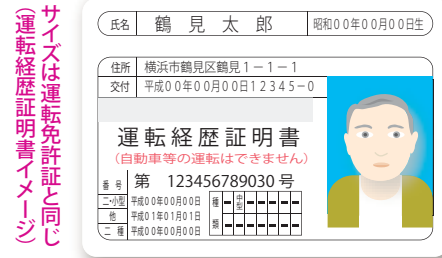 サイズは運転免許証と同じ
（運転経歴証明書イメージ）
氏名 鶴見太郎 昭和00年00月00日生
住所 横浜市鶴見区鶴見1－1－1
交付 平成00年00月00日12345－0
運転経歴証明書
（自動車等の運転はできません）
番号 第 123456789030 号
二・小型 平成00年00月00日
他 平成01年01月01日
二種 平成00年00月00日
種類 中型 － － － － － －
－ － － － － － －